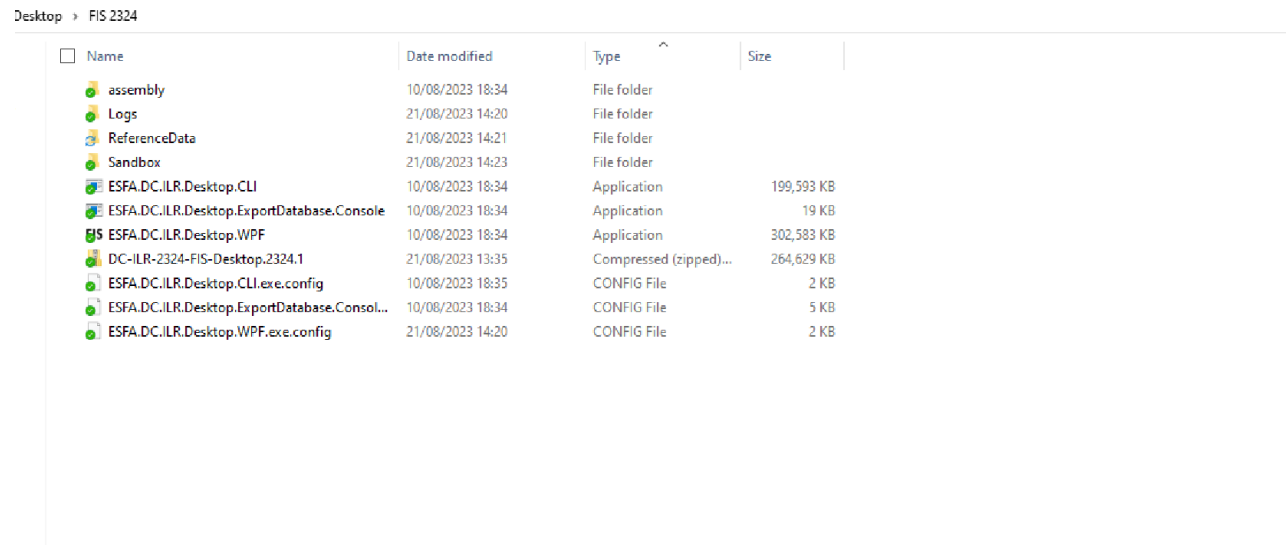 Desktop > FIS 2324
Name Date modified Type Size
assembly 10/08/2023 18:34 File folder
Logs 21/08/2023 14:20 File folder
ReferenceData 21/08/2023 14:21 File folder
Sandbox 21/08/2023 14:23 File folder
ESFA.DC.ILR.Desktop.CLI 10/08/2023 18:34 Application 199,593 KB
ESFA.DC.ILR.Desktop.ExportDatabase.Console 10/08/2023 18:34 Application 19 KB
FIS ESFA.DC.ILR.Desktop.WPF 10/08/2023 18:34 Application 302,583 KB
DC-ILR-2324-FIS-Desktop.2324.1 21/08/2023 13:35 Compressed (zipped)... 264,629 KB
ESFA.DC.ILR.Desktop.CLI.exe.config 10/08/2023 18:35 CONFIG File 2 KB
ESFA.DC.ILR.Desktop.ExportDatabase.Consol... 10/08/2023 18:34 CONFIG File 5 KB
ESFA.DC.ILR.Desktop.WPF.exe.config 21/08/2023 14:20 CONFIG File 2 KB